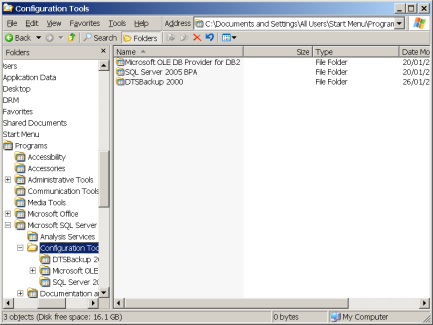 Configuration Tools
File Edit View Favorites Tools Help Address C:\Documents and Settings\All Users\Start Menu\Program
Back Search Folders
Folders
Name Size Type Date Mo
Microsoft OLE DB Provider for DB2 File Folder 20/01/2
SQL Server 2005 BPA File Folder 20/01/2
DTSBackup 2000 File Folder 26/01/2
Jsers
Application Data
Desktop
DRM
Favorites
Shared Documents
Start Menu
Programs
Accessibility
Accessories
Administrative Tools
Communication Tools
Media Tools
Microsoft Office
Microsoft SQL Server
Analysis Services
Configuration Too
DTSBackup 20
Microsoft OLE
SQL Server 20
Documentation a
3 objects (Disk free space: 16.1 GB) 0 bytes My Computer